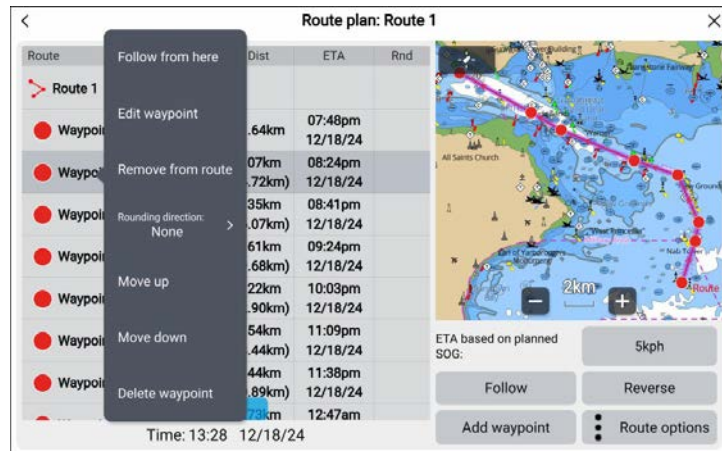 Route plan: Route 1
Route Dist ETA Rnd
Route 1
.64km 07:48pm
12/18/24
07km 08:24pm
.72km) 12/18/24
35km 08:41pm
.07km) 12/18/24
61km 09:24pm
.68km) 12/18/24
22km 10:03pm
.90km) 12/18/24
54km 11:09pm
.44km) 12/18/24
44km 11:38pm
.89km) 12/18/24
73km 12:47am
Waypoi
Waypo
Waypoi
Waypoi
Waypoi
Waypoi
Waypoi
Follow from here
Edit waypoint
Remove from route
Rounding direction:
None
Move up
Move down
Delete waypoint
Time: 13:28 12/18/24
All Saints Church
Nab Tower
2km
Route
ETA based on planned
SOG:
5kph
Follow
Reverse
Add waypoint
Route options